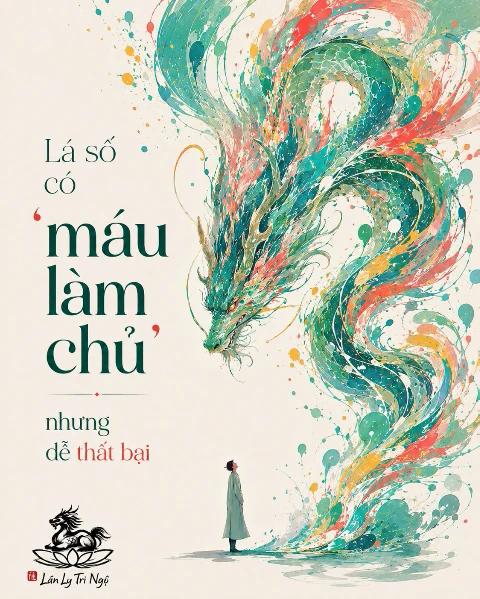 Lá số
có
‘máu
làm
chủ’
nhưng
dễ thất bại
Lân Ly Tri Ngộ